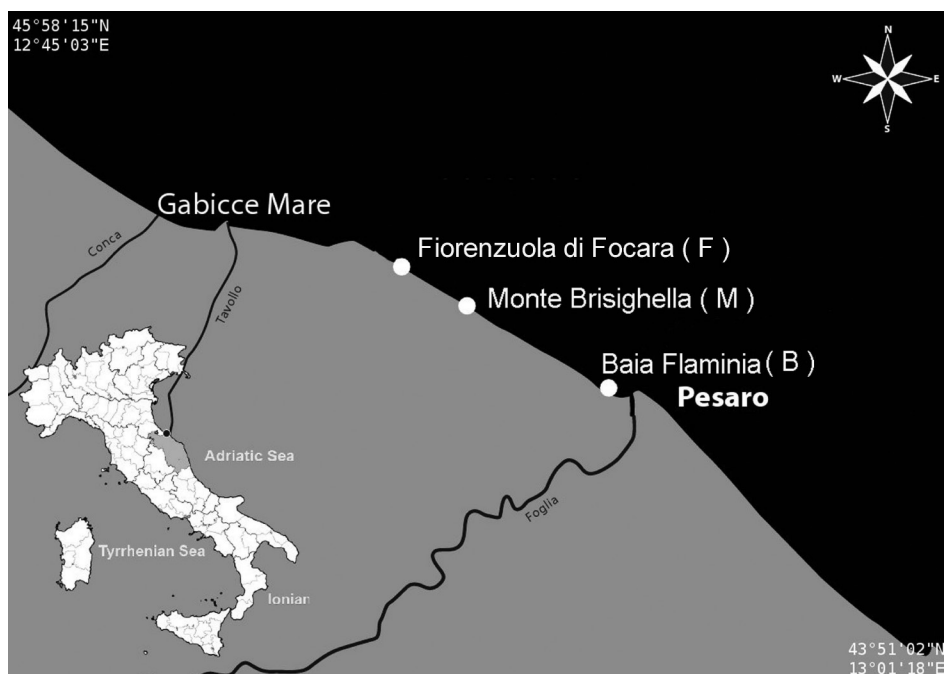 45°58'15"N
12°45'03"E
N
W
E
S
Gabicce Mare
Conca
Tavollo
Fiorenzuola di Focara ( F )
Monte Brisighella ( M )
Baia Flaminia ( B )
Pesaro
Adriatic Sea
Foglia
Tyrrhenian Sea
Ionian
43°51'02"N
13°01'18"E